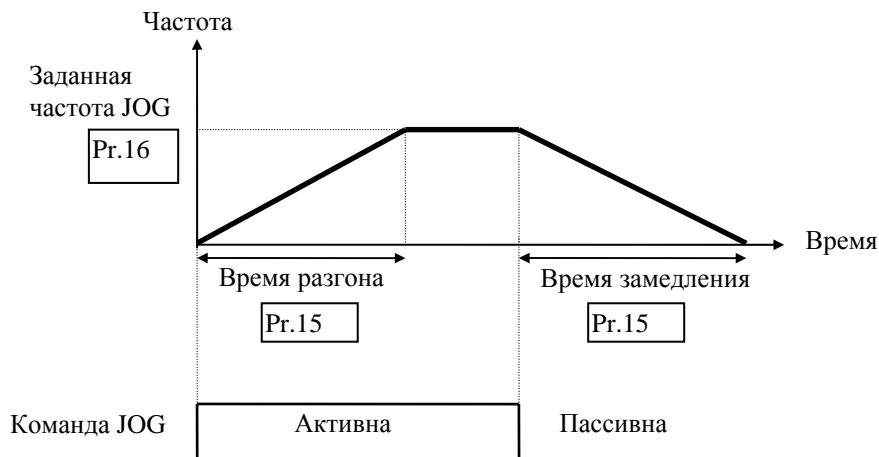 Частота
Заданная
частота JOG
Pr.16
Время
Время разгона
Время замедления
Pr.15
Pr.15
Команда JOG
Активна
Пассивна